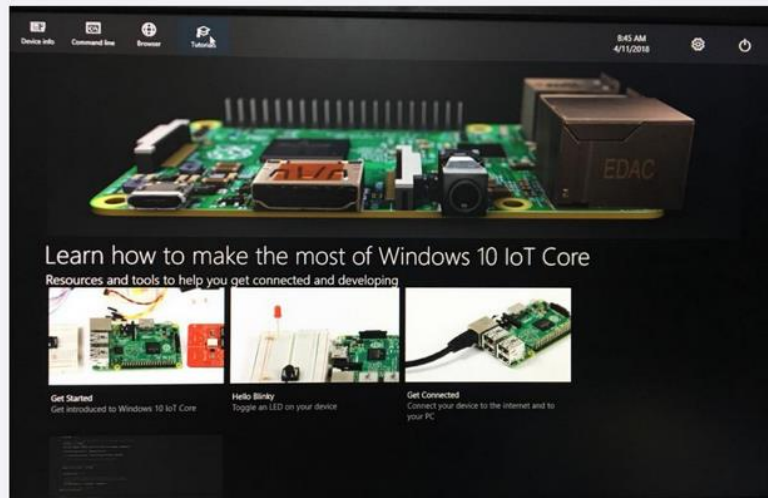 Device info
Command line
Browser
Tutorials
8:45 AM
4/11/2018
EDAC
Learn how to make the most of Windows 10 IoT Core
Resources and tools to help you get connected and developing
Get Started
Get introduced to Windows 10 IoT Core
Hello Blinky
Toggle an LED on your device
Get Connected
Connect your device to the internet and to
your PC